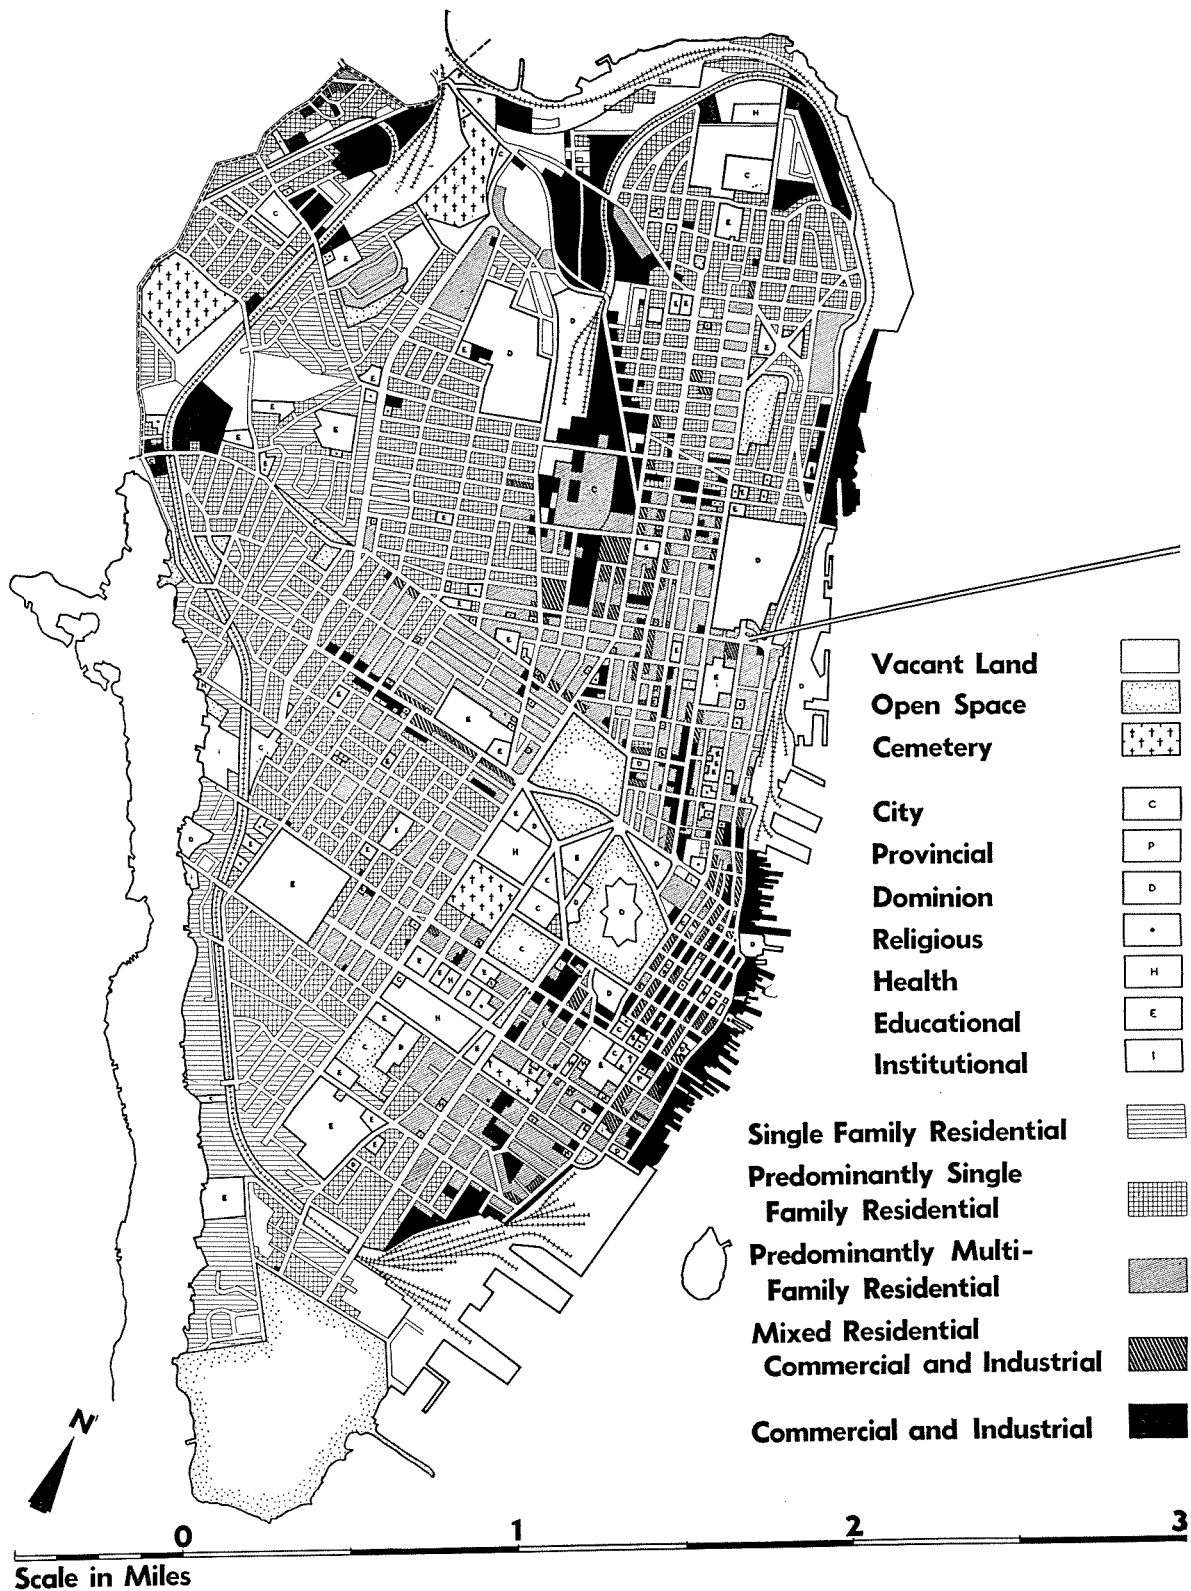 Vacant Land
Open Space
Cemetery
City C
Provincial P
Dominion D
Religious
Health H
Educational E
Institutional I
Single Family Residential
Predominantly Single
Family Residential
Predominantly Multi-
Family Residential
Mixed Residential
Commercial and Industrial
Commercial and Industrial
N
0 1 2 3
Scale in Miles